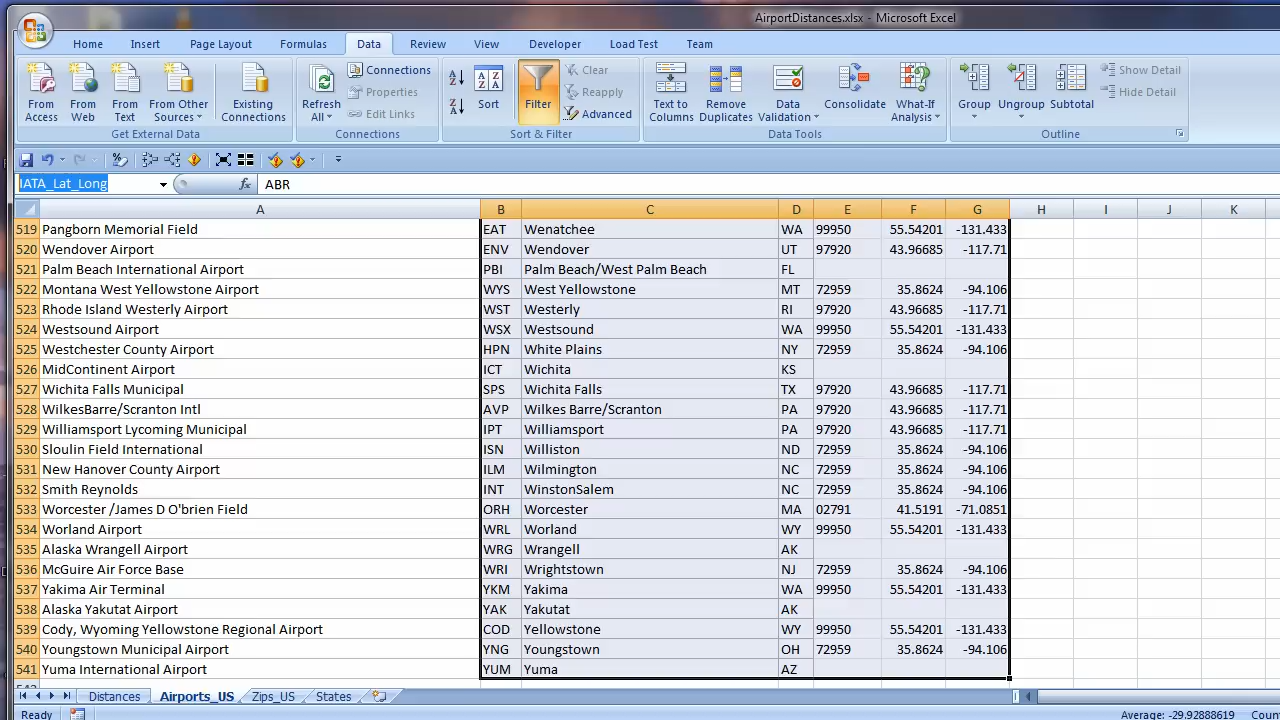 AirportDistances.xlsx - Microsoft Excel
Home Insert Page Layout Formulas Data Review View Developer Load Test Team
From Access From Web From Text From Other Sources Existing Connections
Get External Data
Refresh All Connections Properties Edit Links
Connections
Sort Filter Clear Reapply Advanced
Sort & Filter
Text to Columns Remove Duplicates Data Validation Consolidate What-If Analysis
Data Tools
Group Ungroup Subtotal Show Detail Hide Detail
Outline
IATA_Lat_Long fx ABR
A B C D E F G H I J K
519 Pangborn Memorial Field EAT Wenatchee WA 99950 55.54201 -131.433
520 Wendover Airport ENV Wendover UT 97920 43.96685 -117.71
521 Palm Beach International Airport PBI Palm Beach/West Palm Beach FL
522 Montana West Yellowstone Airport WYS West Yellowstone MT 72959 35.8624 -94.106
523 Rhode Island Westerly Airport WST Westerly RI 97920 43.96685 -117.71
524 Westsound Airport WSX Westsound WA 99950 55.54201 -131.433
525 Westchester County Airport HPN White Plains NY 72959 35.8624 -94.106
526 MidContinent Airport ICT Wichita KS
527 Wichita Falls Municipal SPS Wichita Falls TX 97920 43.96685 -117.71
528 WilkesBarre/Scranton Intl AVP Wilkes Barre/Scranton PA 97920 43.96685 -117.71
529 Williamsport Lycoming Municipal IPT Williamsport PA 97920 43.96685 -117.71
530 Sloulin Field International ISN Williston ND 72959 35.8624 -94.106
531 New Hanover County Airport ILM Wilmington NC 72959 35.8624 -94.106
532 Smith Reynolds INT WinstonSalem NC 72959 35.8624 -94.106
533 Worcester /James D O'brien Field ORH Worcester MA 02791 41.5191 -71.0851
534 Worland Airport WRL Worland WY 99950 55.54201 -131.433
535 Alaska Wrangell Airport WRG Wrangell AK
536 McGuire Air Force Base WRI Wrightstown NJ 72959 35.8624 -94.106
537 Yakima Air Terminal YKM Yakima WA 99950 55.54201 -131.433
538 Alaska Yakutat Airport YAK Yakutat AK
539 Cody, Wyoming Yellowstone Regional Airport COD Yellowstone WY 99950 55.54201 -131.433
540 Youngstown Municipal Airport YNG Youngstown OH 72959 35.8624 -94.106
541 Yuma International Airport YUM Yuma AZ
Distances Airports_US Zips_US States
Ready Average: -29.92888619